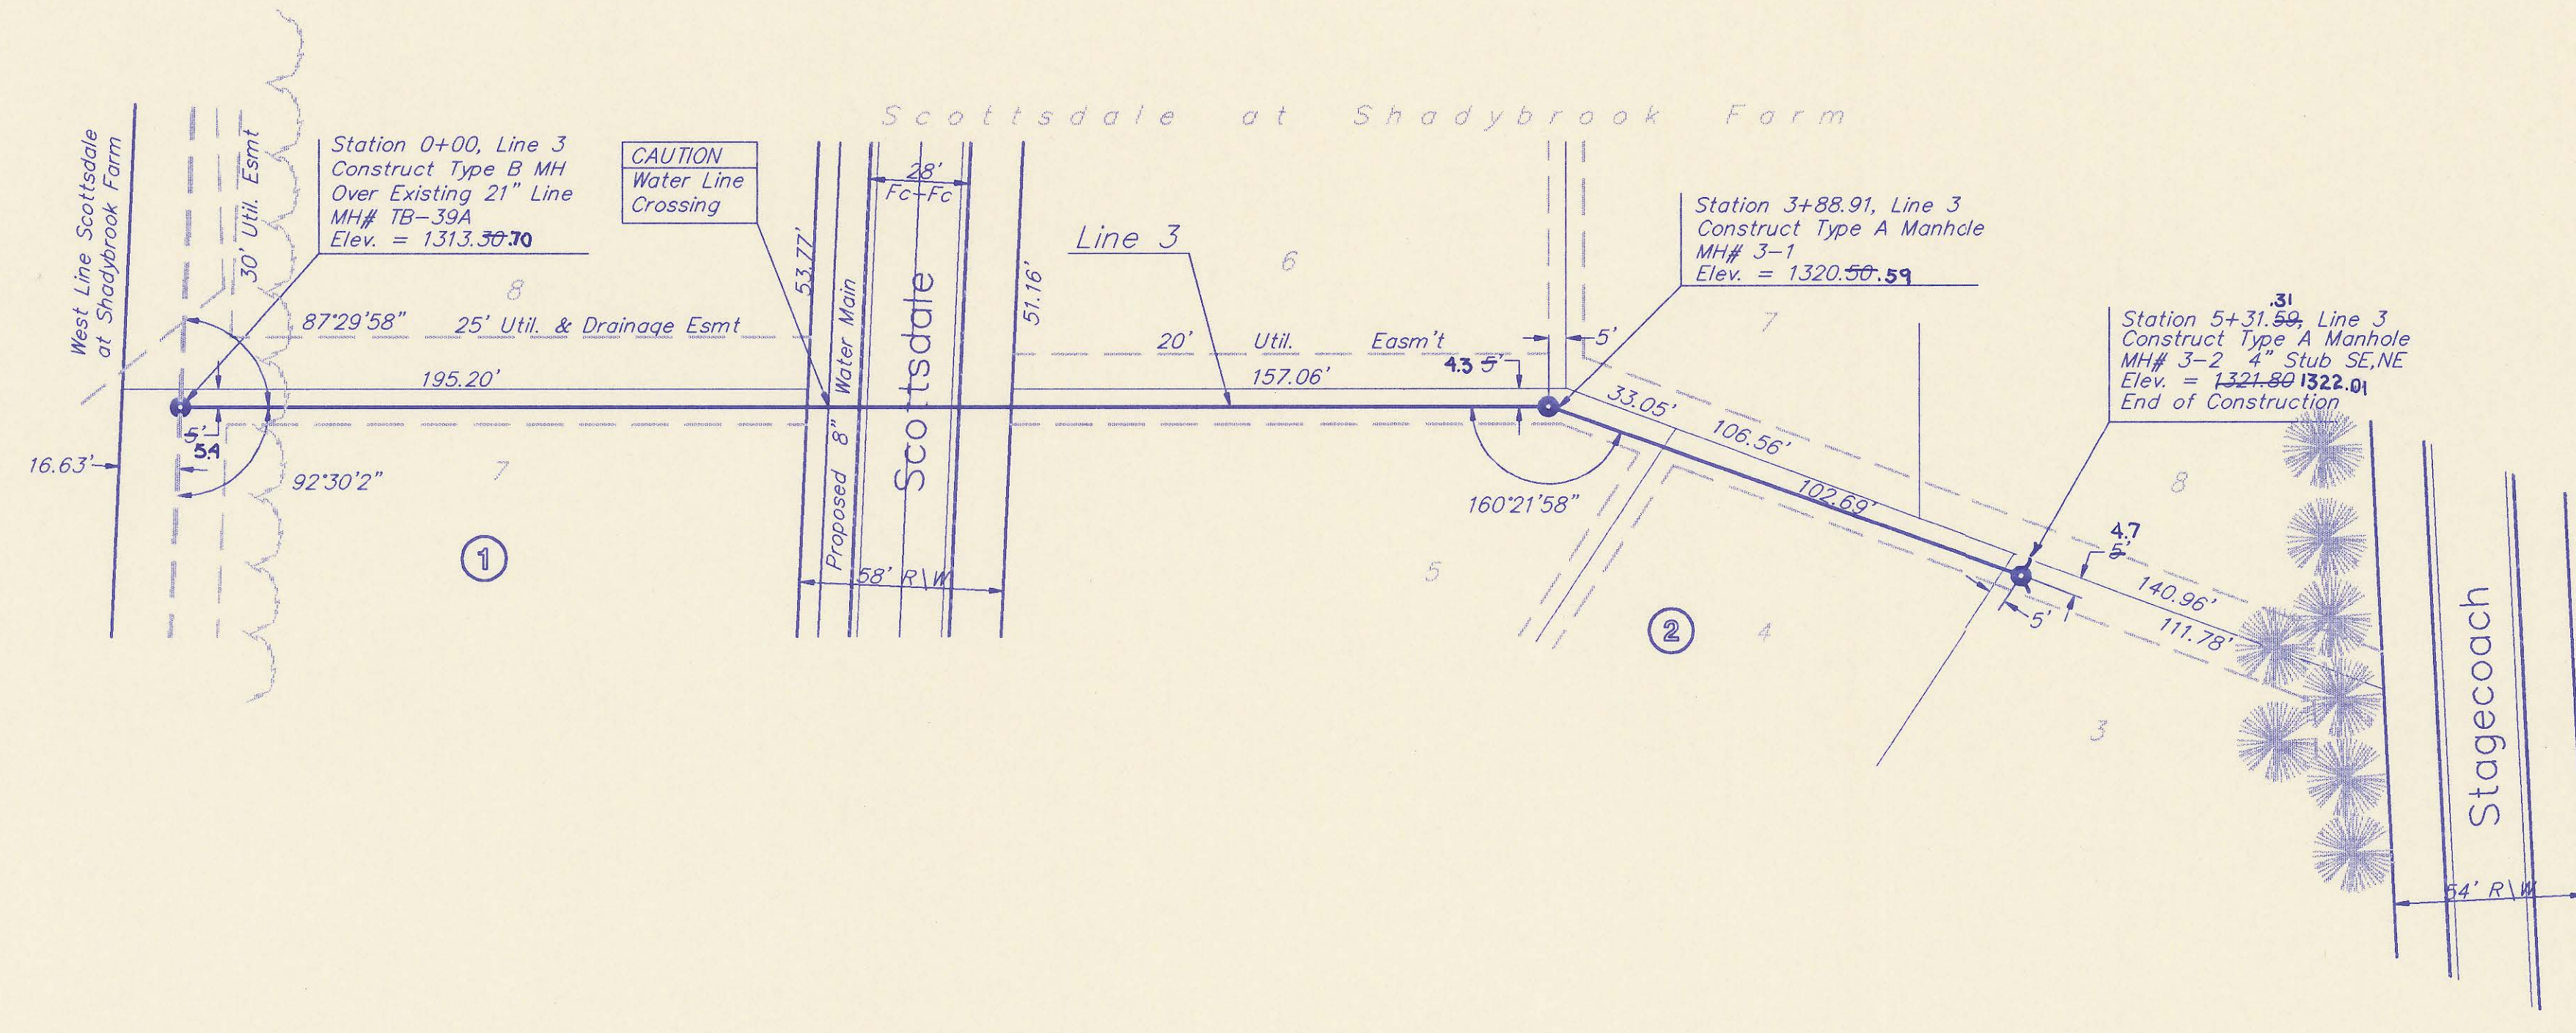 Scottsdale at Shadybrook Farm
West Line Scottsdale
at Shadybrook Farm
30' Util. Esmt
Station 0+00, Line 3
Construct Type B MH
Over Existing 21" Line
MH# TB-39A
Elev. = 1313.30.70
CAUTION
Water Line
Crossing
28'
Fc-Fc
53.77'
Proposed 8" Water Main
Scottsdale
51.16'
58' R\W
Line 3
6
8
87°29'58"
25' Util. & Drainage Esmt
195.20'
5'
5.4
16.63'
92°30'2"
7
1
20' Util. Easm't
157.06'
4.3 5'
5'
Station 3+88.91, Line 3
Construct Type A Manhole
MH# 3-1
Elev. = 1320.50.59
7
33.05'
106.56'
102.69'
160°21'58"
5
2
4
.31
Station 5+31.59, Line 3
Construct Type A Manhole
MH# 3-2 4" Stub SE,NE
Elev. = 1321.80 1322.01
End of Construction
8
4.7
5'
5'
140.96'
111.78'
3
Stagecoach
54' R\W